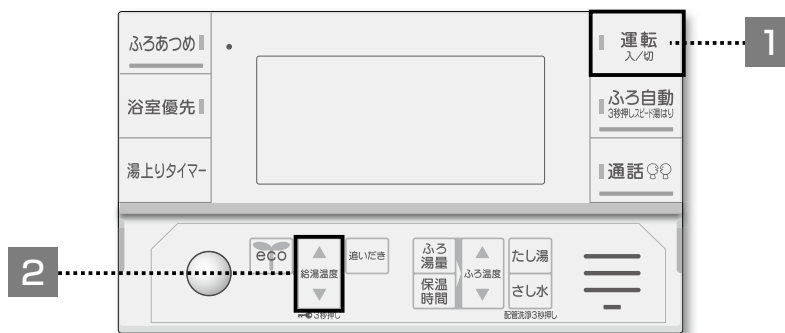 ふろあつめ
浴室優先
湯上りタイマー
運転
入/切
1
ふろ自動
3秒押しスピード湯はり
通話
2
eco
給湯温度
3秒押し
追いだき
ふろ
湯量
保温
時間
ふろ温度
たし湯
さし水
配管洗浄3秒押し